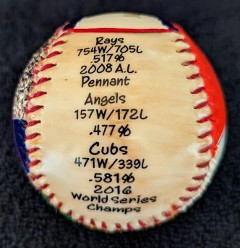 Rays
754W/705L
.517%
2008 A.L.
Pennant
Angels
157W/172L
.477%
Cubs
471W/339L
.581%
2016
World Series
Champs